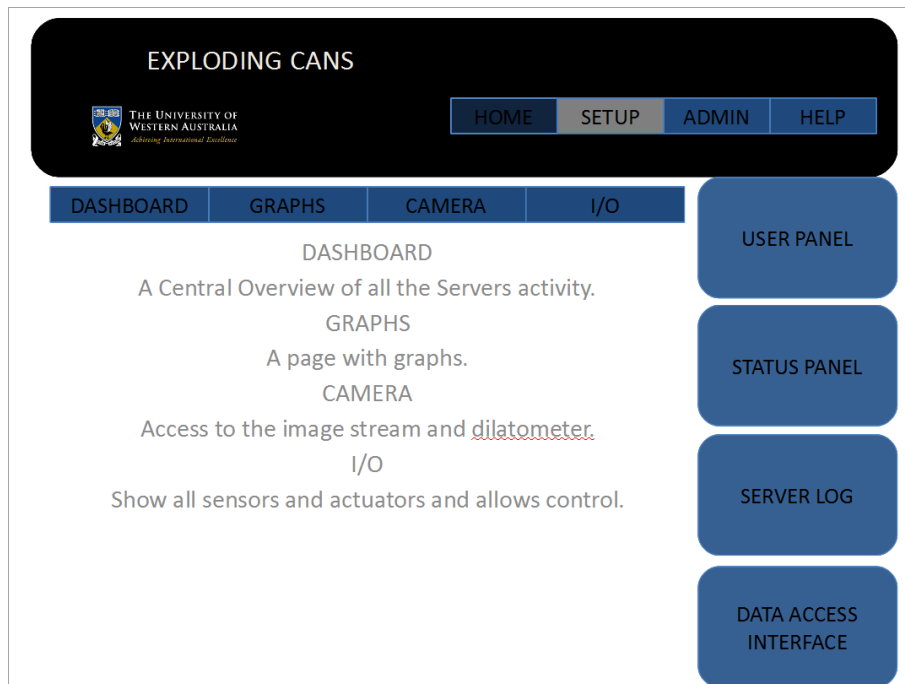 EXPLODING CANS
THE UNIVERSITY OF
WESTERN AUSTRALIA
Achieving International Excellence
HOME SETUP ADMIN HELP
DASHBOARD GRAPHS CAMERA I/O
DASHBOARD
A Central Overview of all the Servers activity.
GRAPHS
A page with graphs.
CAMERA
Access to the image stream and dilatometer.
I/O
Show all sensors and actuators and allows control.
USER PANEL
STATUS PANEL
SERVER LOG
DATA ACCESS
INTERFACE